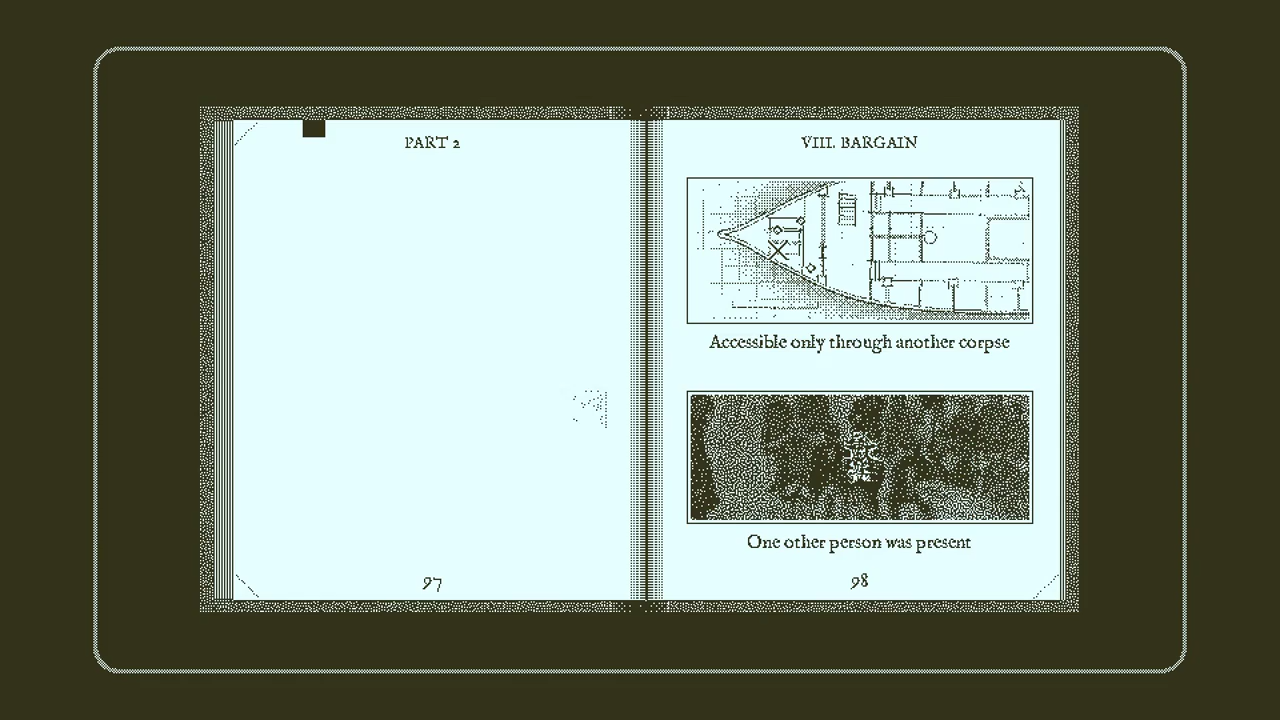 PART 2
97
VIII. BARGAIN
Accessible only through another corpse
One other person was present
98